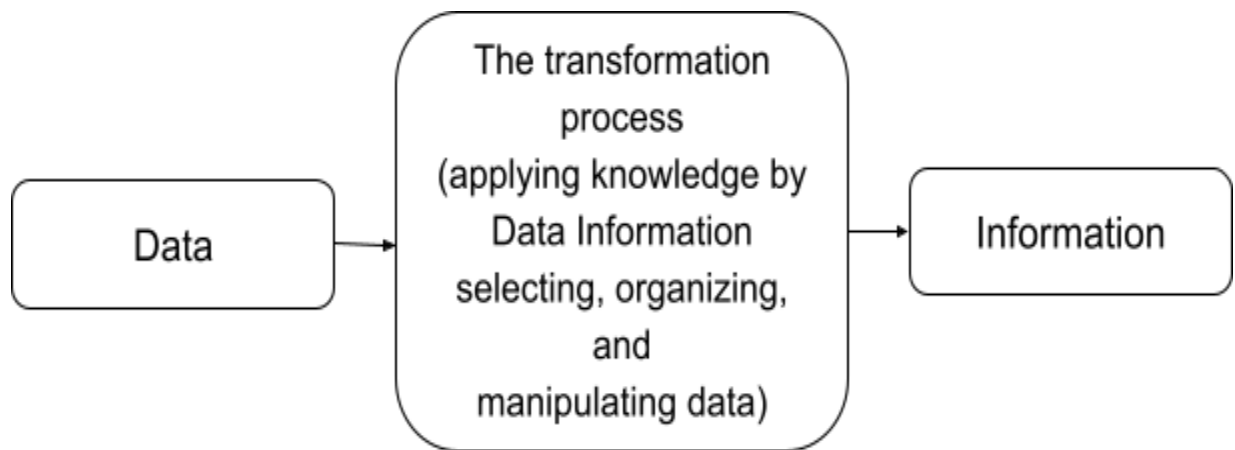 Data
The transformation
process
(applying knowledge by
Data Information
selecting, organizing,
and
manipulating data)
Information